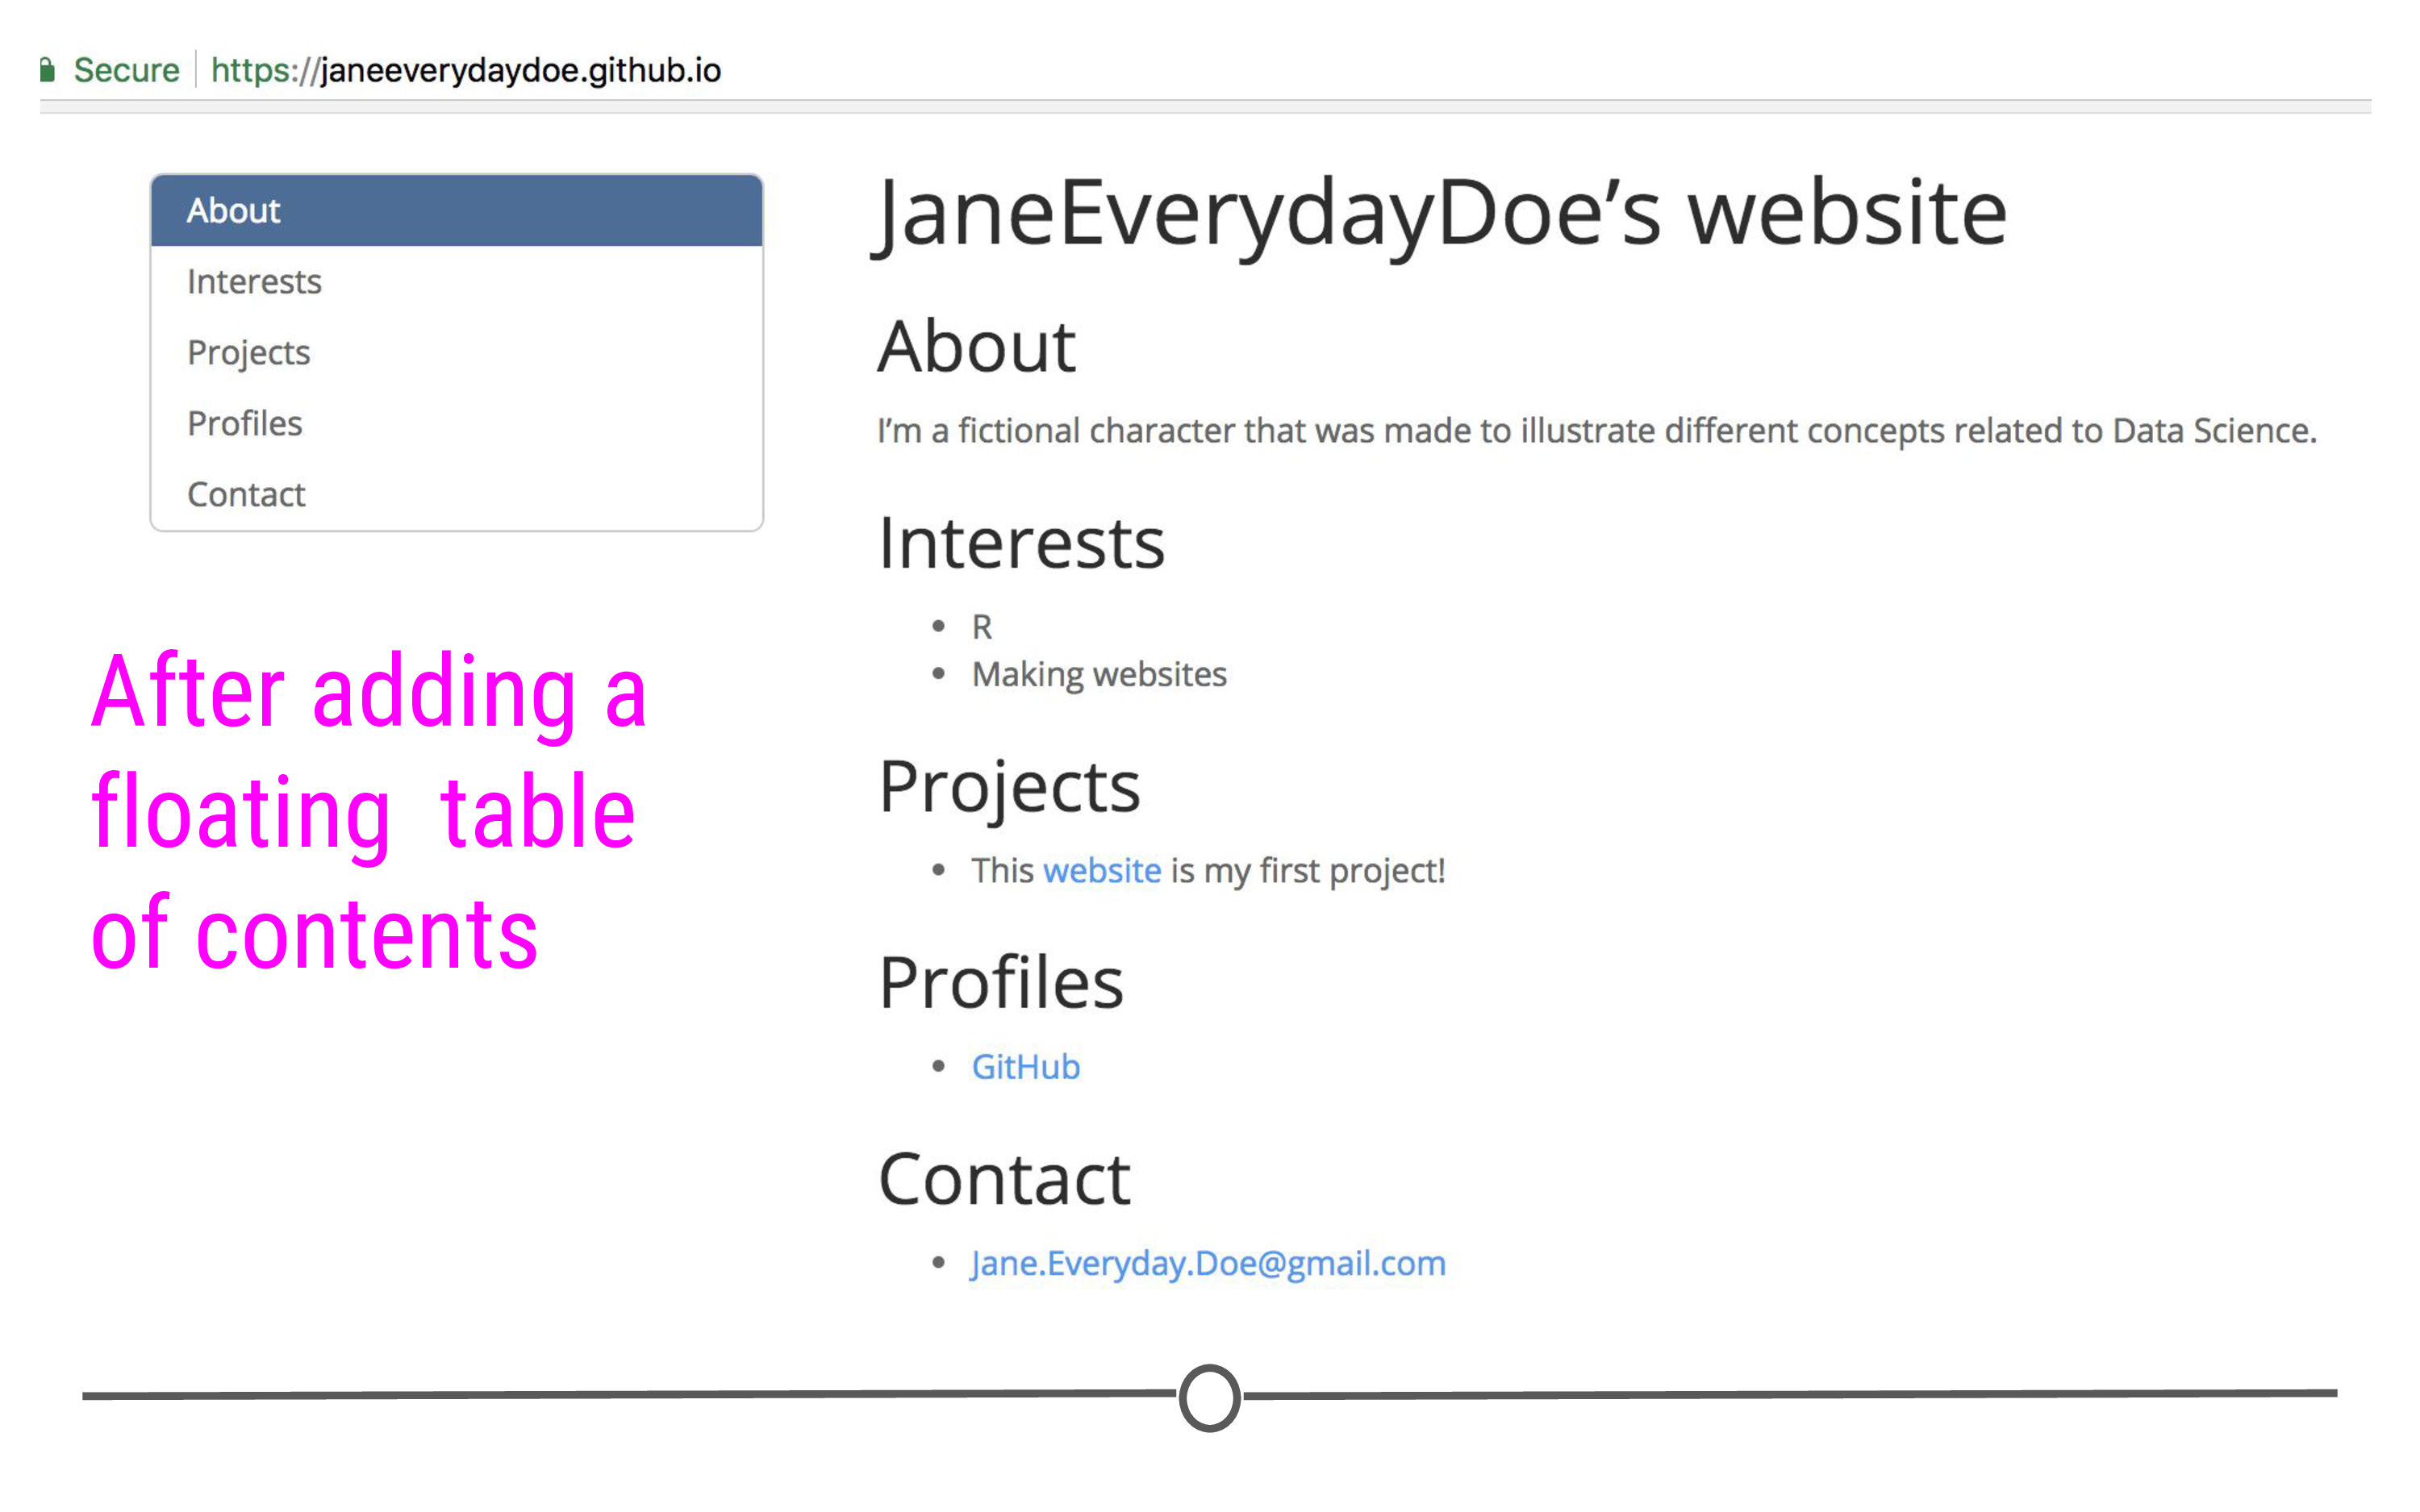 Secure https://janeeverydaydoe.github.io
About
Interests
Projects
Profiles
Contact
After adding a
floating  table
of contents
JaneEverydayDoe’s website
About
I’m a fictional character that was made to illustrate different concepts related to Data Science.
Interests
• R
• Making websites
Projects
• This website is my first project!
Profiles
• GitHub
Contact
• Jane.Everyday.Doe@gmail.com